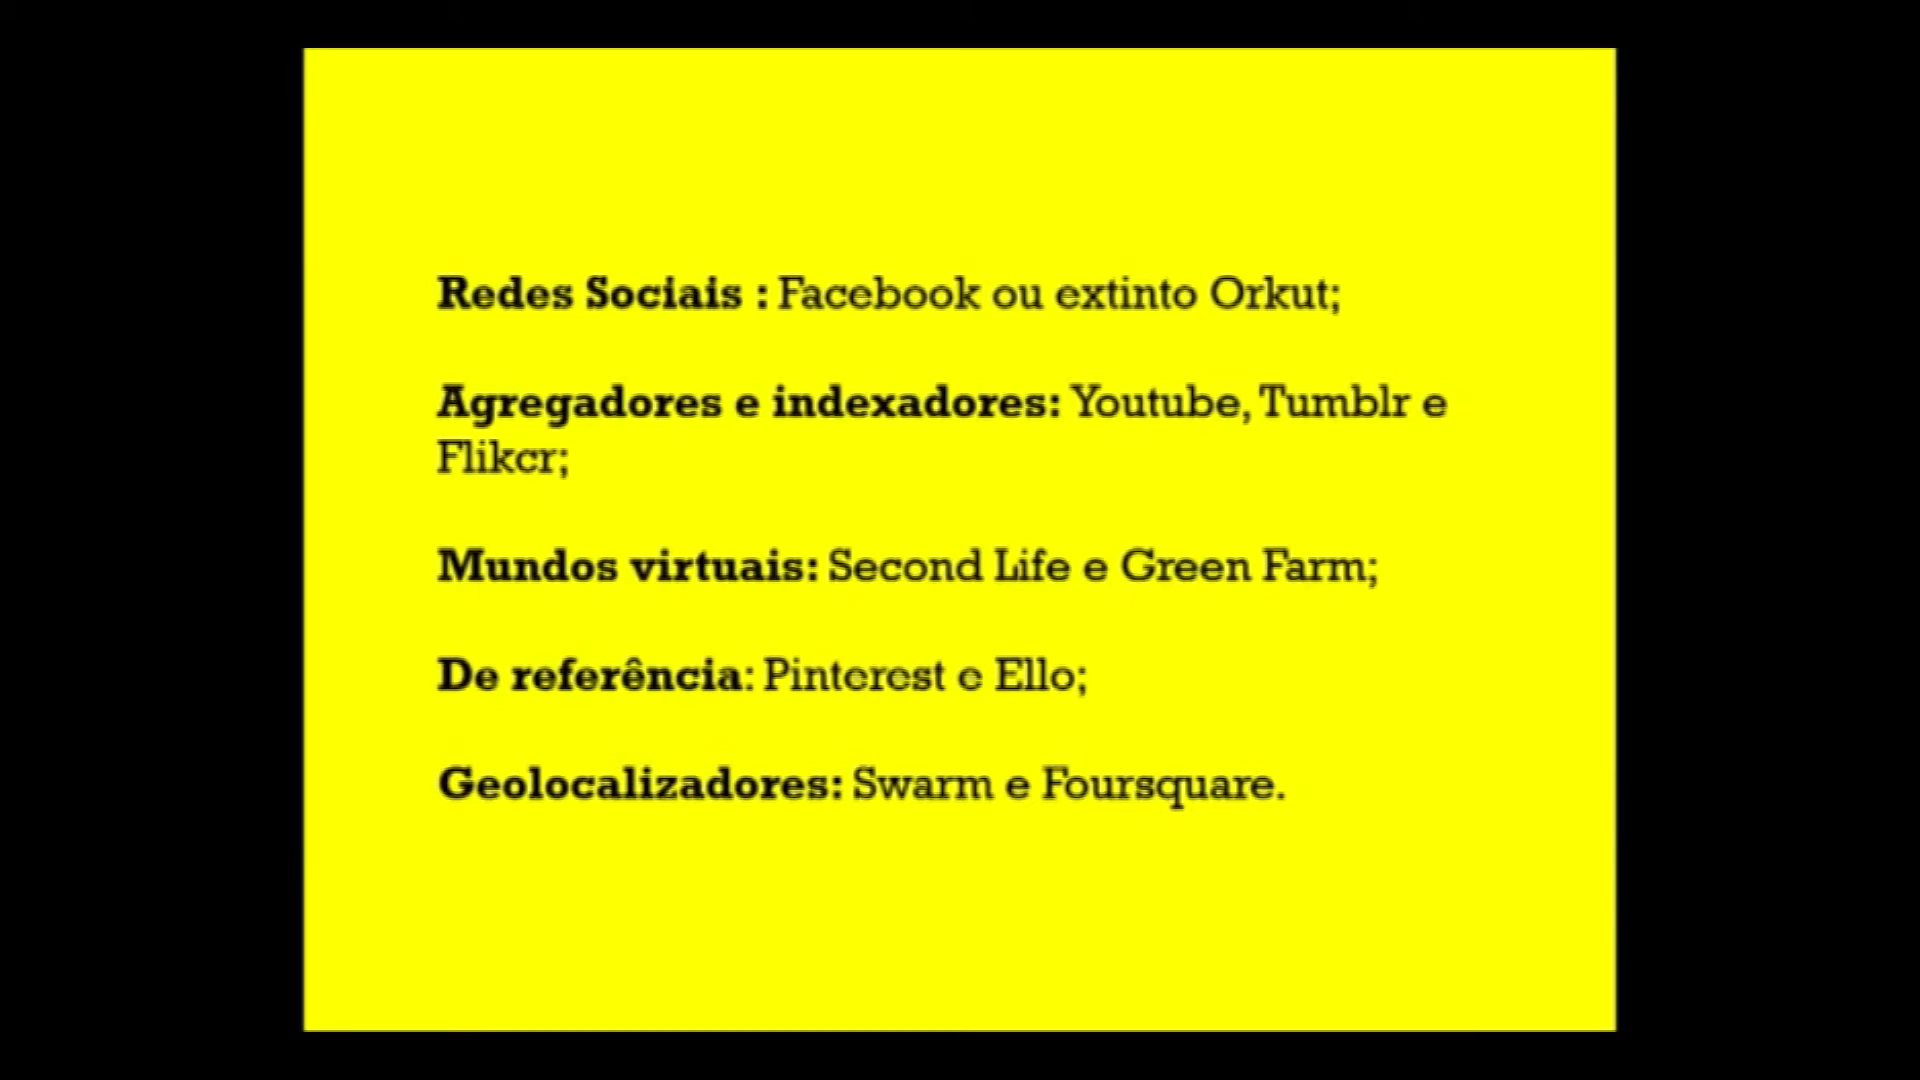 Redes Sociais : Facebook ou extinto Orkut;
Agregadores e indexadores: Youtube, Tumblr e
Flikcr;
Mundos virtuais: Second Life e Green Farm;
De referência: Pinterest e Ello;
Geolocalizadores: Swarm e Foursquare.